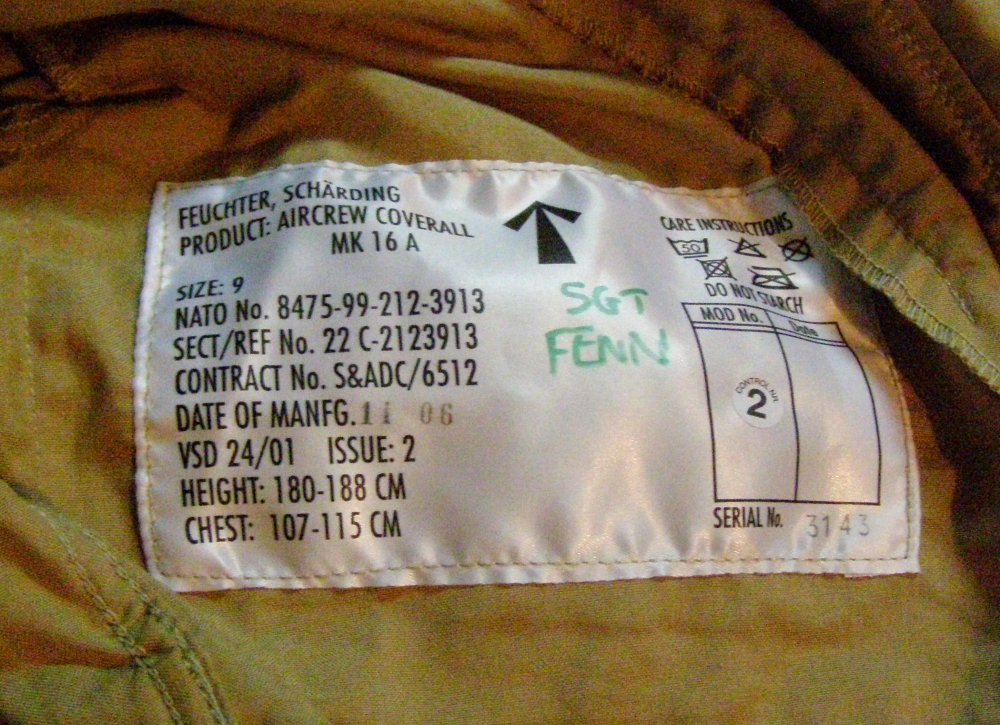 FEUCHTER, SCHÄRDING
PRODUCT: AIRCREW COVERALL
MK 16 A
SIZE: 9
NATO No. 8475-99-212-3913
SECT/REF No. 22 C-2123913
CONTRACT No. S&ADC/6512
DATE OF MANFG. 11 06
VSD 24/01 ISSUE: 2
HEIGHT: 180-188 CM
CHEST: 107-115 CM
SGT
FENN
CARE INSTRUCTIONS
50
DO NOT STARCH
MOD No. Date
CONTROL NR.
2
SERIAL No. 3143